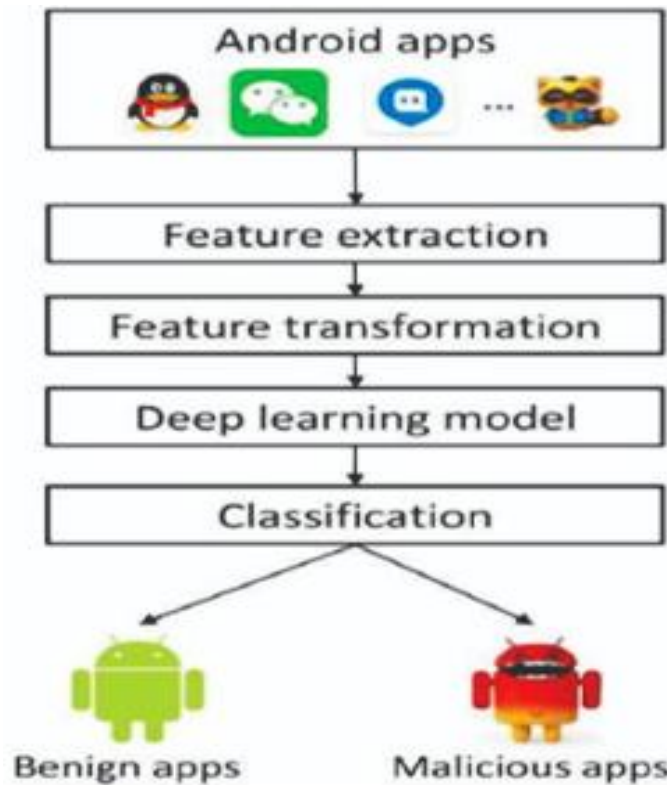 Android apps
...
Feature extraction
Feature transformation
Deep learning model
Classification
Benign apps
Malicious apps